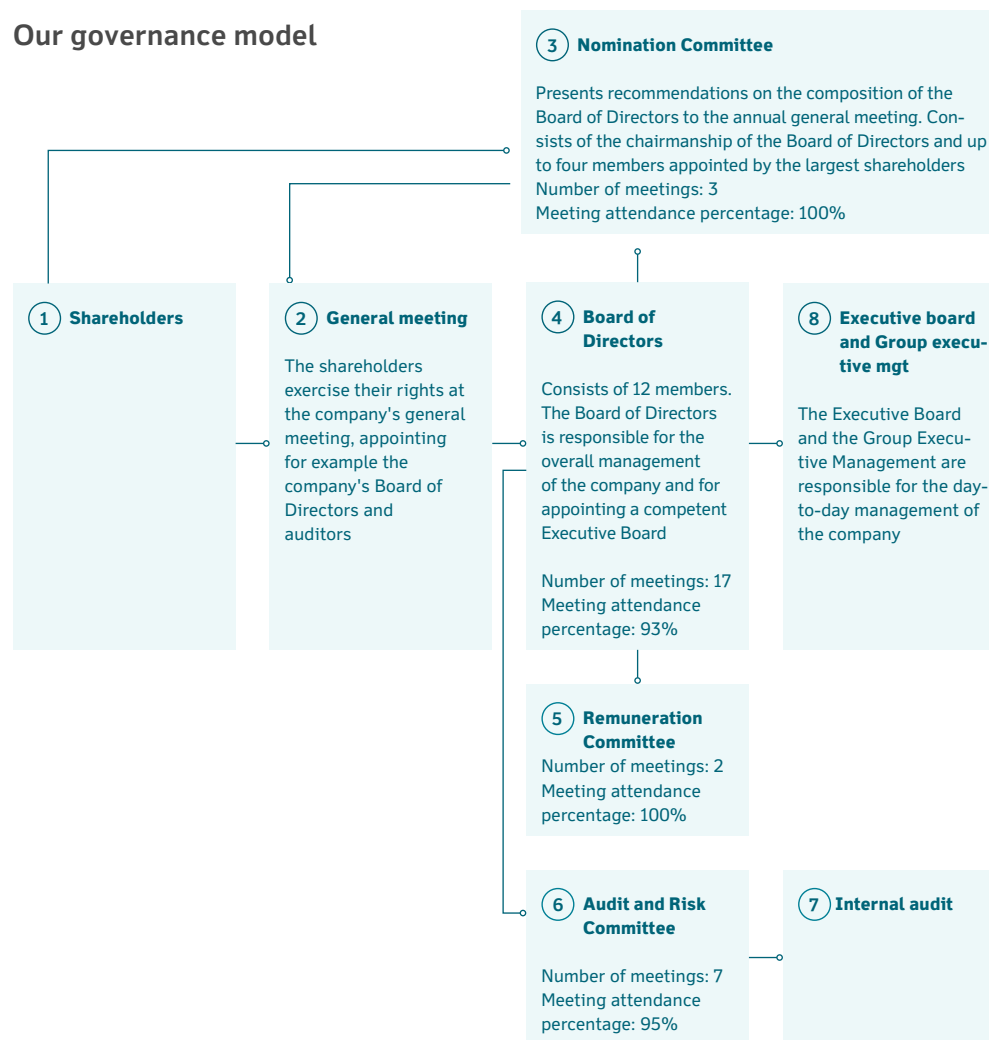 Our governance model
3 Nomination Committee
Presents recommendations on the composition of the
Board of Directors to the annual general meeting. Con-
sists of the chairmanship of the Board of Directors and up
to four members appointed by the largest shareholders
Number of meetings: 3
Meeting attendance percentage: 100%
1 Shareholders
2 General meeting
The shareholders
exercise their rights at
the company's general
meeting, appointing
for example the
company's Board of
Directors and
auditors
4 Board of
Directors
Consists of 12 members.
The Board of Directors
is responsible for the
overall management
of the company and for
appointing a competent
Executive Board
Number of meetings: 17
Meeting attendance
percentage: 93%
8 Executive board
and Group execu-
tive mgt
The Executive Board
and the Group Execu-
tive Management are
responsible for the day-
to-day management of
the company
5 Remuneration
Committee
Number of meetings: 2
Meeting attendance
percentage: 100%
6 Audit and Risk
Committee
Number of meetings: 7
Meeting attendance
percentage: 95%
7 Internal audit